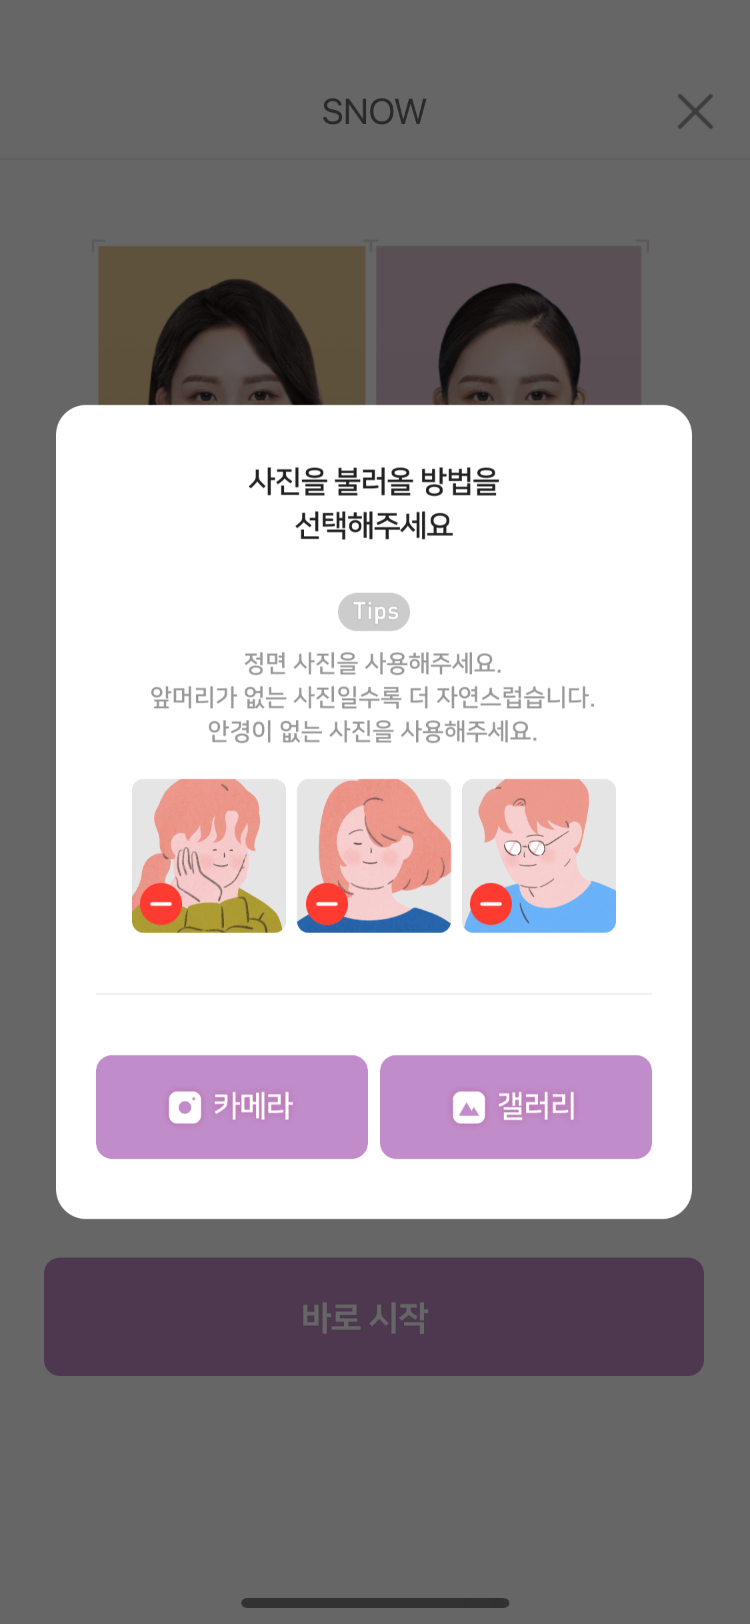 SNOW
사진을 불러올 방법을
선택해주세요
Tips
정면 사진을 사용해주세요.
앞머리가 없는 사진일수록 더 자연스럽습니다.
안경이 없는 사진을 사용해주세요.
카메라
갤러리
바로 시작